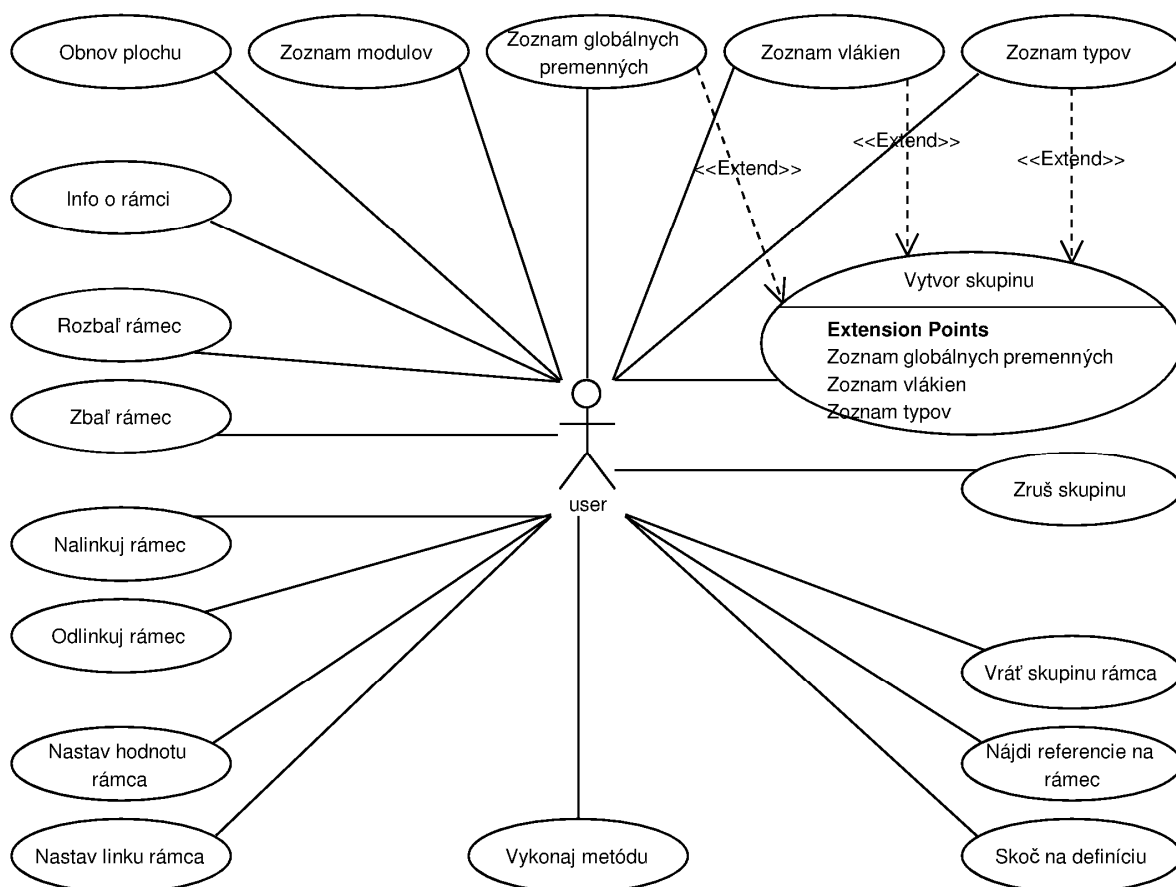 Obnov plochu
Zoznam modulov
Zoznam globálnych
premenných
Zoznam vlákien
Zoznam typov
<<Extend>>
<<Extend>>
<<Extend>>
Info o rámci
Vytvor skupinu
Extension Points
Zoznam globálnych premenných
Zoznam vlákien
Zoznam typov
Rozbaľ rámec
Zbaľ rámec
user
Zruš skupinu
Nalinkuj rámec
Odlinkuj rámec
Vráť skupinu rámca
Nastav hodnotu
rámca
Nájdi referencie na
rámec
Nastav linku rámca
Vykonaj metódu
Skoč na definíciu